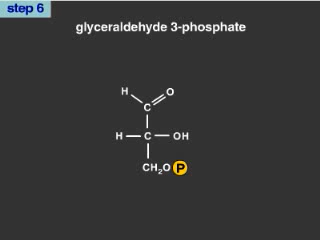 step 6
glyceraldehyde 3-phosphate
H O
C
H C OH
CH₂O P